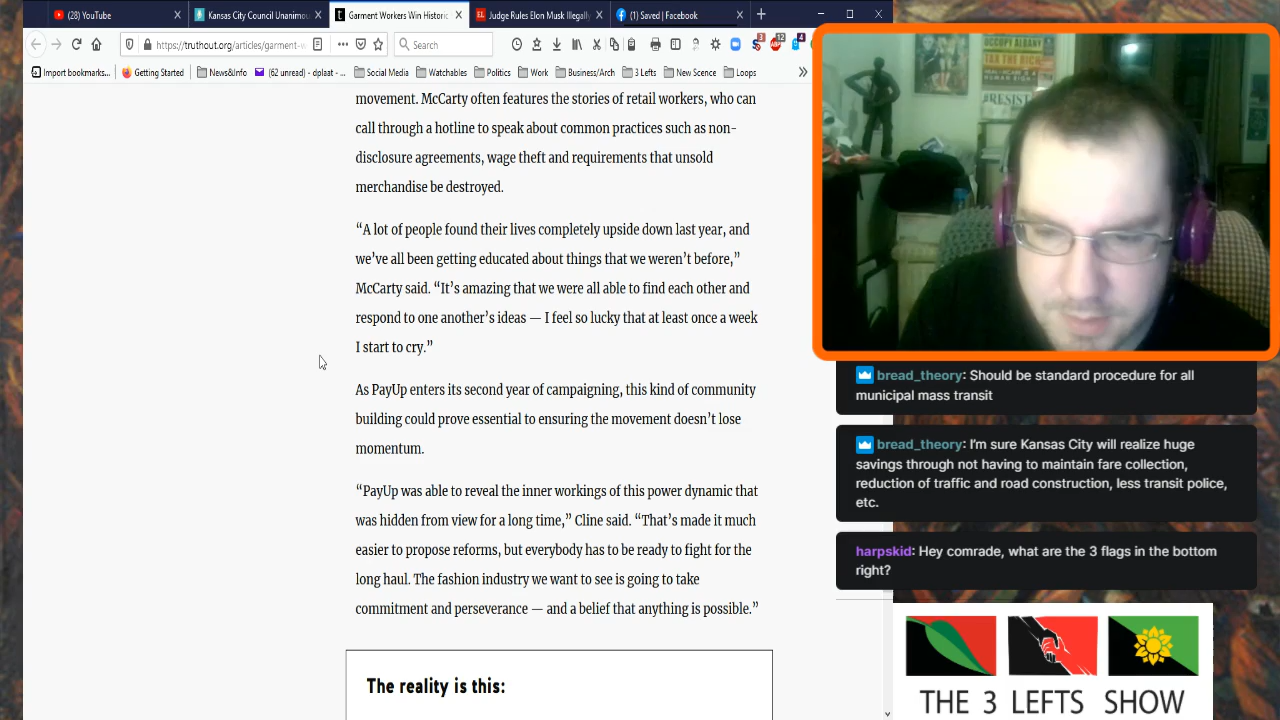 (28) YouTube
Kansas City Council Unanimou
Garment Workers Win Historic
Judge Rules Elon Musk Illegally
(1) Saved | Facebook
https://truthout.org/articles/garment-w
Search
Import bookmarks...
Getting Started
News&Info
(62 unread) - dplaat - ...
Social Media
Watchables
Politics
Work
Business/Arch
3 Lefts
New Scence
Loops
movement. McCarty often features the stories of retail workers, who can
call through a hotline to speak about common practices such as non-
disclosure agreements, wage theft and requirements that unsold
merchandise be destroyed.
“A lot of people found their lives completely upside down last year, and
we’ve all been getting educated about things that we weren’t before,”
McCarty said. “It’s amazing that we were all able to find each other and
respond to one another’s ideas — I feel so lucky that at least once a week
I start to cry.”
As PayUp enters its second year of campaigning, this kind of community
building could prove essential to ensuring the movement doesn’t lose
momentum.
“PayUp was able to reveal the inner workings of this power dynamic that
was hidden from view for a long time,” Cline said. “That’s made it much
easier to propose reforms, but everybody has to be ready to fight for the
long haul. The fashion industry we want to see is going to take
commitment and perseverance — and a belief that anything is possible.”
The reality is this:
OCCUPY ALBANY
TAX THE RICH
HUMAN RIGHT
#RESIST
bread_theory: Should be standard procedure for all
municipal mass transit
bread_theory: I’m sure Kansas City will realize huge
savings through not having to maintain fare collection,
reduction of traffic and road construction, less transit police,
etc.
harpskid: Hey comrade, what are the 3 flags in the bottom
right?
THE 3 LEFTS SHOW